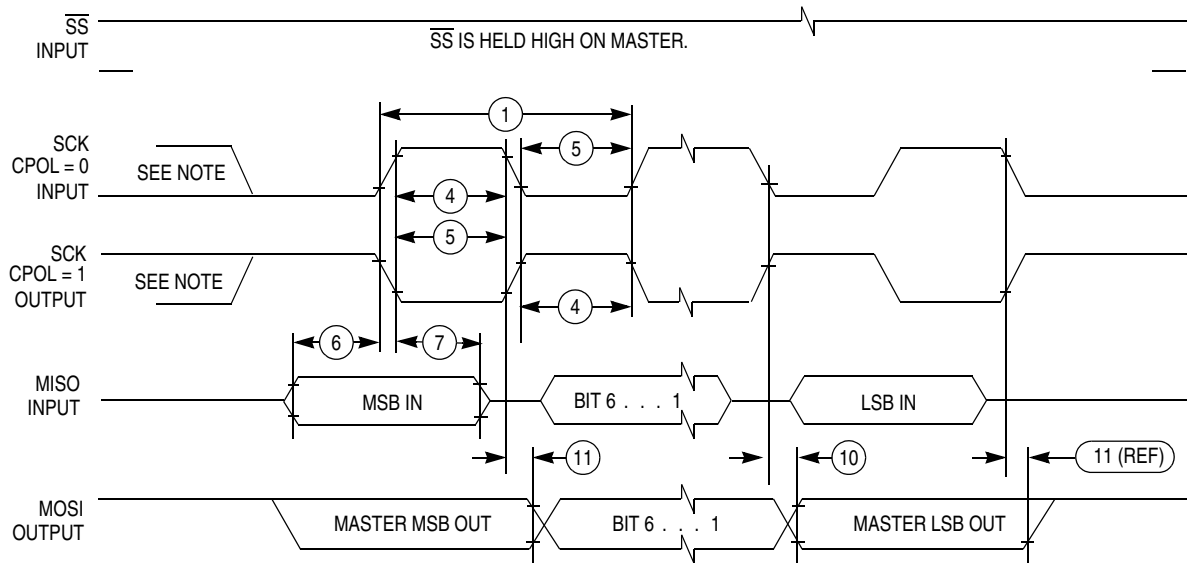 SS
INPUT
SS IS HELD HIGH ON MASTER.
1
SCK
CPOL = 0
INPUT
SEE NOTE
5
4
5
SCK
CPOL = 1
OUTPUT
SEE NOTE
4
6
7
MISO
INPUT
MSB IN
BIT 6 . . . 1
LSB IN
11
10
11 (REF)
MOSI
OUTPUT
MASTER MSB OUT
BIT 6 . . . 1
MASTER LSB OUT